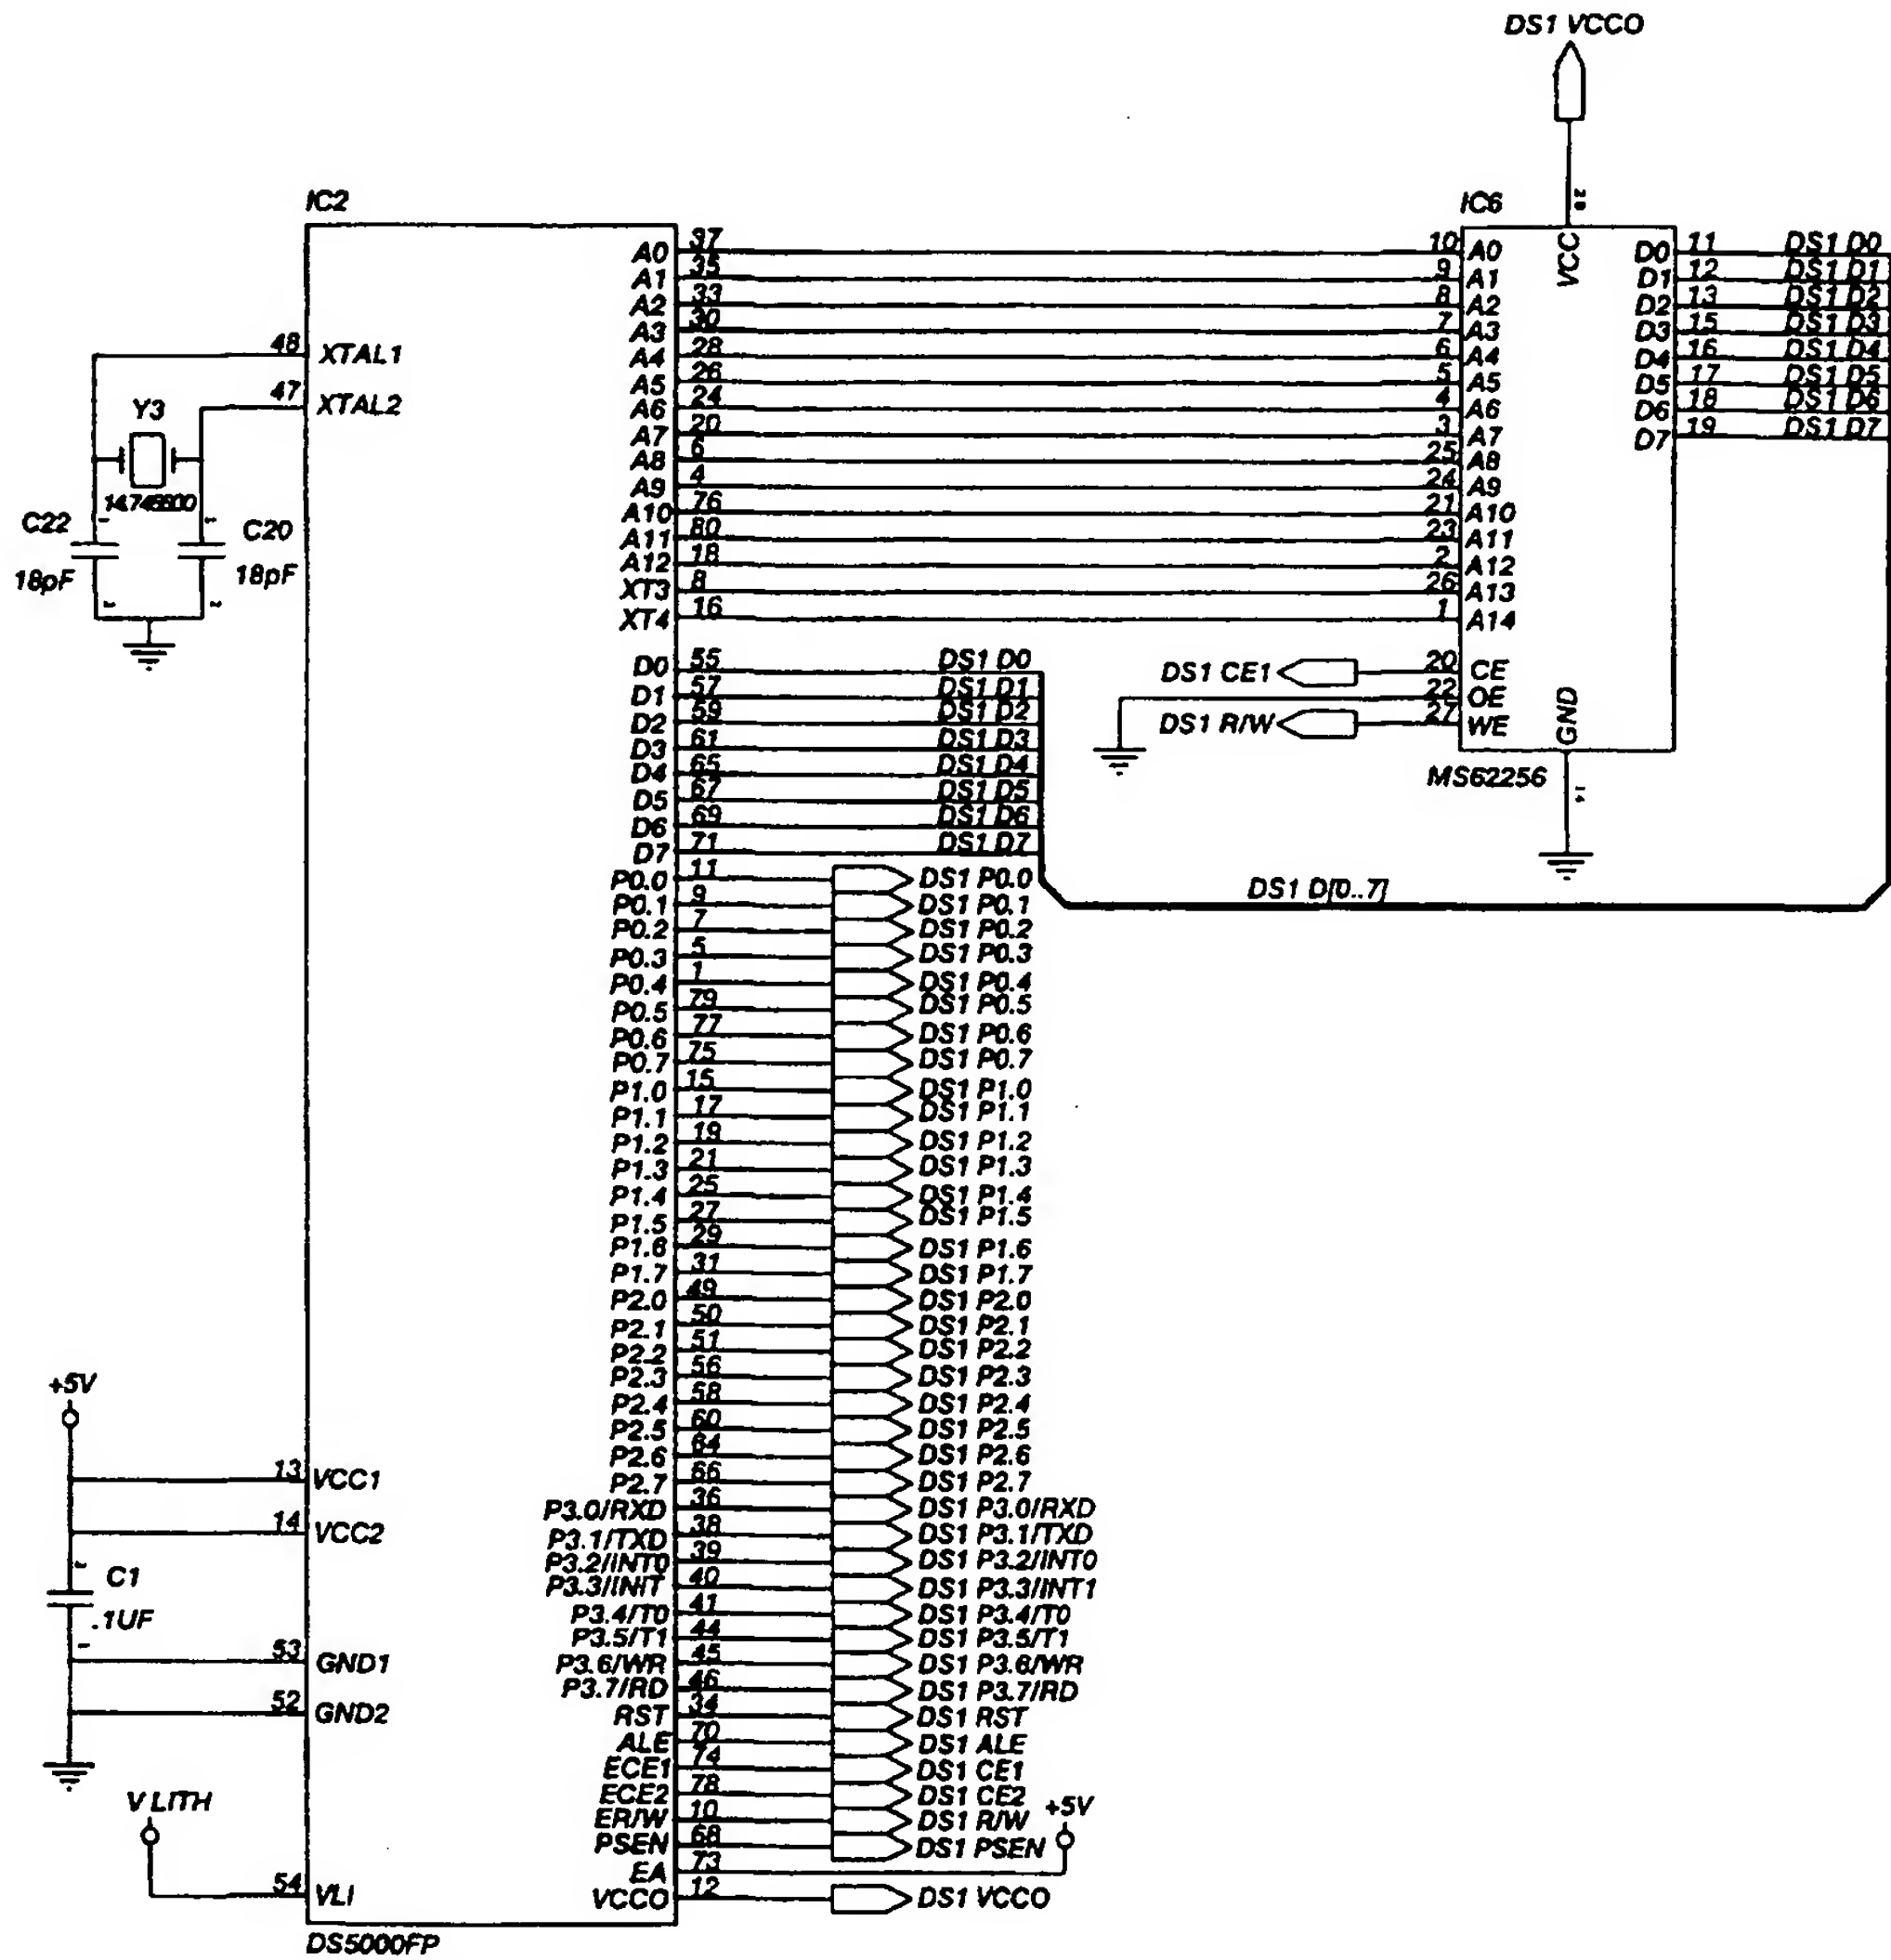 DS1 VCCO
IC2
IC6
28
A0 37
A1 35
A2 33
A3 30
A4 28
A5 26
A6 24
A7 20
A8 6
A9 4
A10 76
A11 80
A12 18
XT3 8
XT4 16
10 A0
9 A1
8 A2
7 A3
6 A4
5 A5
4 A6
3 A7
25 A8
24 A9
21 A10
23 A11
2 A12
26 A13
1 A14
VCC
D0 11 DS1 D0
D1 12 DS1 D1
D2 13 DS1 D2
D3 15 DS1 D3
D4 16 DS1 D4
D5 17 DS1 D5
D6 18 DS1 D6
D7 19 DS1 D7
48 XTAL1
47 XTAL2
Y3
C22
18pF
C20
18pF
DS1 CE1 20 CE
22 OE
DS1 R/W 27 WE
GND
MS62256
14
D0 55 DS1 D0
D1 57 DS1 D1
D2 59 DS1 D2
D3 61 DS1 D3
D4 65 DS1 D4
D5 67 DS1 D5
D6 69 DS1 D6
D7 71 DS1 D7
DS1 D[0..7]
P0.0 11 DS1 P0.0
P0.1 9 DS1 P0.1
P0.2 7 DS1 P0.2
P0.3 5 DS1 P0.3
P0.4 1 DS1 P0.4
P0.5 79 DS1 P0.5
P0.6 77 DS1 P0.6
P0.7 75 DS1 P0.7
P1.0 15 DS1 P1.0
P1.1 17 DS1 P1.1
P1.2 19 DS1 P1.2
P1.3 21 DS1 P1.3
P1.4 25 DS1 P1.4
P1.5 27 DS1 P1.5
P1.6 29 DS1 P1.6
P1.7 31 DS1 P1.7
P2.0 49 DS1 P2.0
P2.1 50 DS1 P2.1
P2.2 51 DS1 P2.2
P2.3 56 DS1 P2.3
P2.4 58 DS1 P2.4
P2.5 60 DS1 P2.5
P2.6 64 DS1 P2.6
P2.7 66 DS1 P2.7
P3.0/RXD 36 DS1 P3.0/RXD
P3.1/TXD 38 DS1 P3.1/TXD
P3.2/INT0 39 DS1 P3.2/INT0
P3.3/INIT 40 DS1 P3.3/INT1
P3.4/T0 41 DS1 P3.4/T0
P3.5/T1 44 DS1 P3.5/T1
P3.6/WR 45 DS1 P3.6/WR
P3.7/RD 46 DS1 P3.7/RD
RST 34 DS1 RST
ALE 70 DS1 ALE
ECE1 74 DS1 CE1
ECE2 78 DS1 CE2
ER/W 10 DS1 R/W
PSEN 68 DS1 PSEN
EA 73 +5V
VCCO 12 DS1 VCCO
+5V
13 VCC1
14 VCC2
C1
.1UF
53 GND1
52 GND2
V LITH
54 VLI
DS5000FP